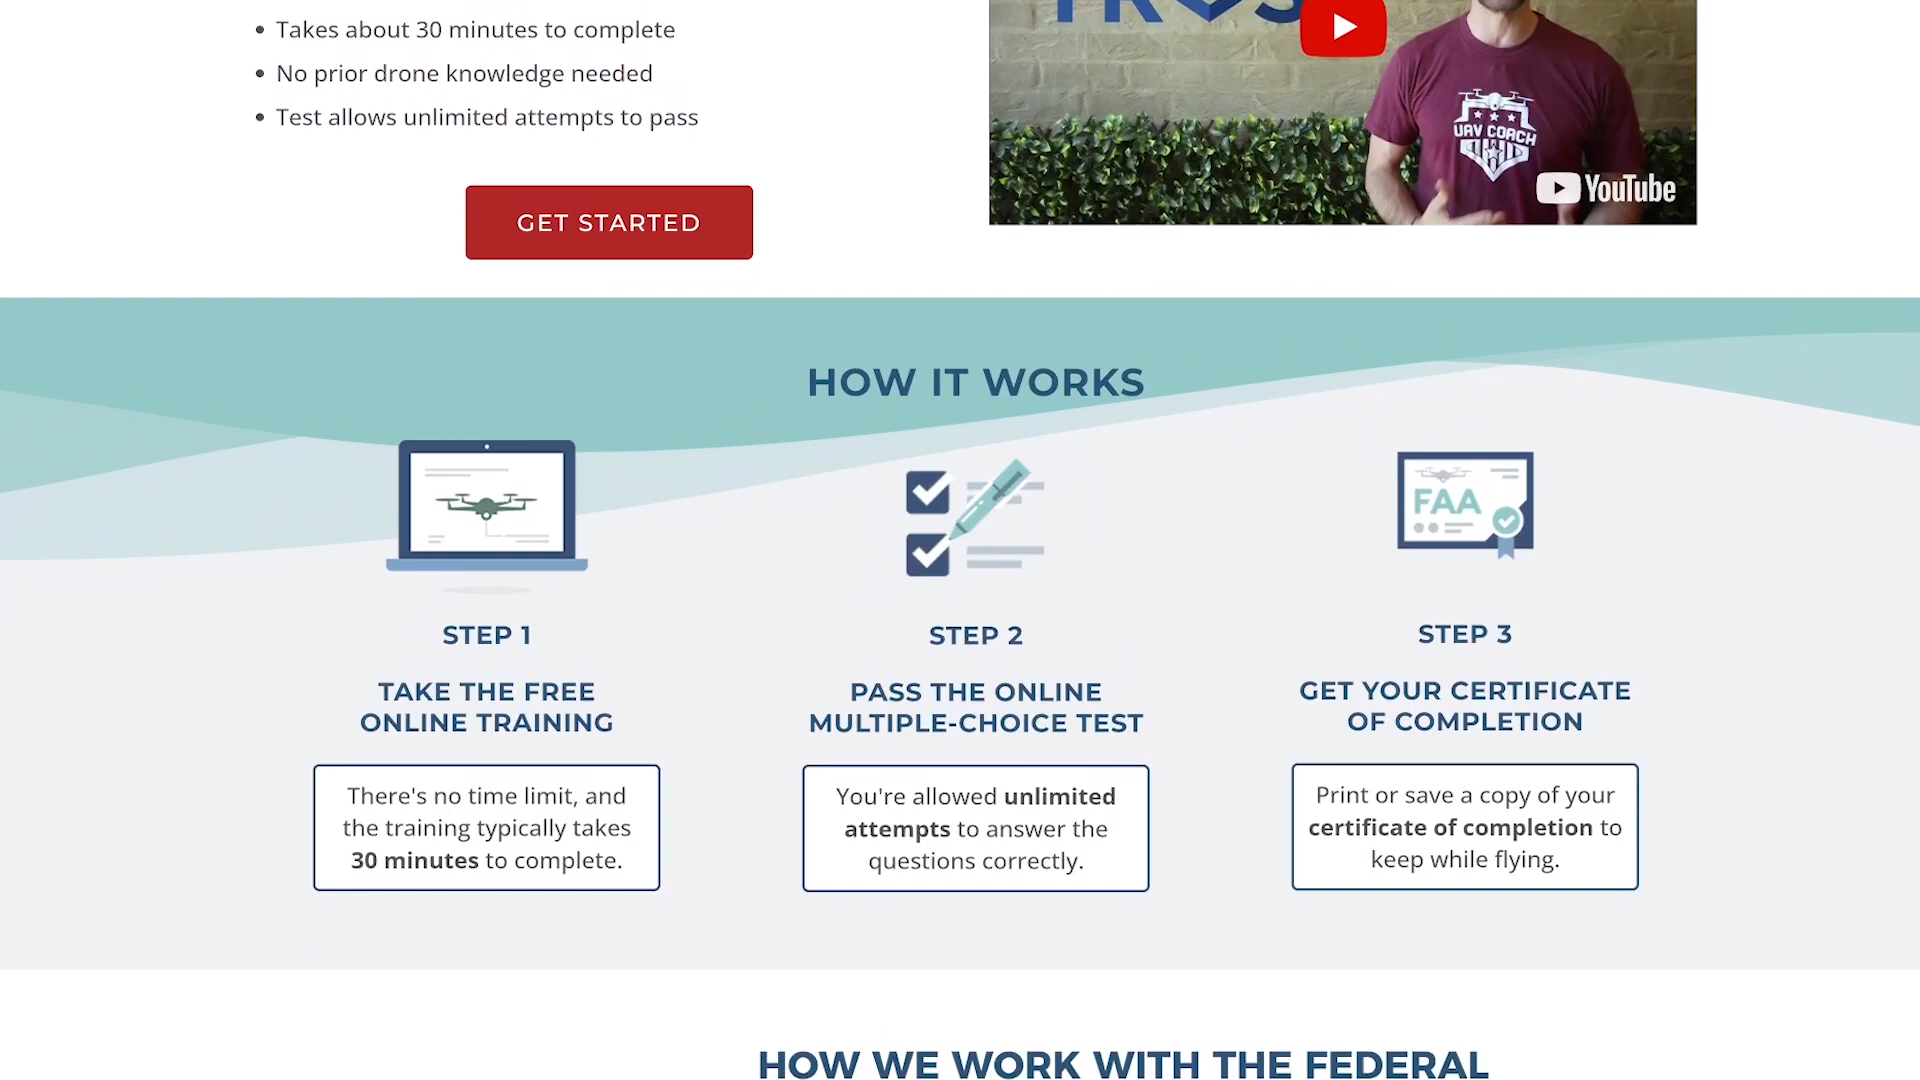 Takes about 30 minutes to complete
No prior drone knowledge needed
Test allows unlimited attempts to pass
GET STARTED
UAV COACH
YouTube
HOW IT WORKS
FAA
STEP 1
TAKE THE FREE
ONLINE TRAINING
There's no time limit, and
the training typically takes
30 minutes to complete.
STEP 2
PASS THE ONLINE
MULTIPLE-CHOICE TEST
You're allowed unlimited
attempts to answer the
questions correctly.
STEP 3
GET YOUR CERTIFICATE
OF COMPLETION
Print or save a copy of your
certificate of completion to
keep while flying.
HOW WE WORK WITH THE FEDERAL